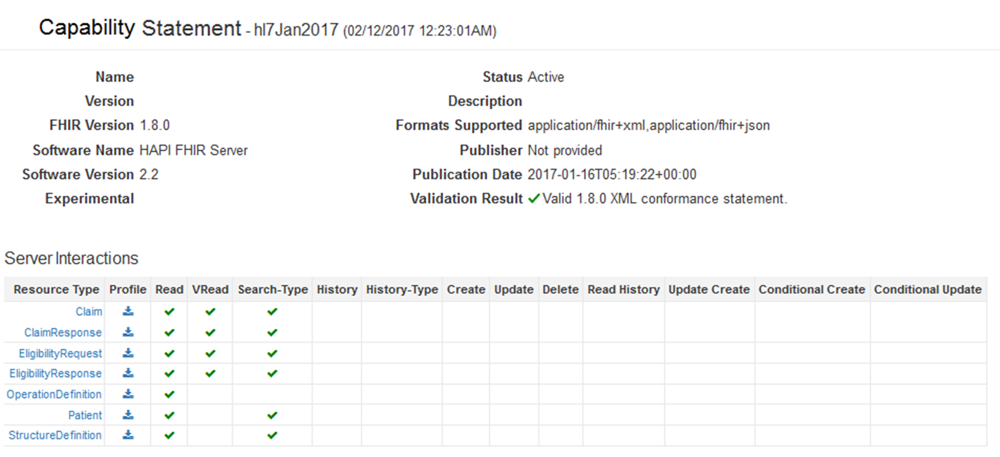 Capability Statement - hl7Jan2017 (02/12/2017 12:23:01AM)
Name
Status Active
Version
Description
FHIR Version 1.8.0
Formats Supported application/fhir+xml,application/fhir+json
Software Name HAPI FHIR Server
Publisher Not provided
Software Version 2.2
Publication Date 2017-01-16T05:19:22+00:00
Experimental
Validation Result Valid 1.8.0 XML conformance statement.
Server Interactions
Resource Type Profile Read VRead Search-Type History History-Type Create Update Delete Read History Update Create Conditional Create Conditional Update
Claim
ClaimResponse
EligibilityRequest
EligibilityResponse
OperationDefinition
Patient
StructureDefinition